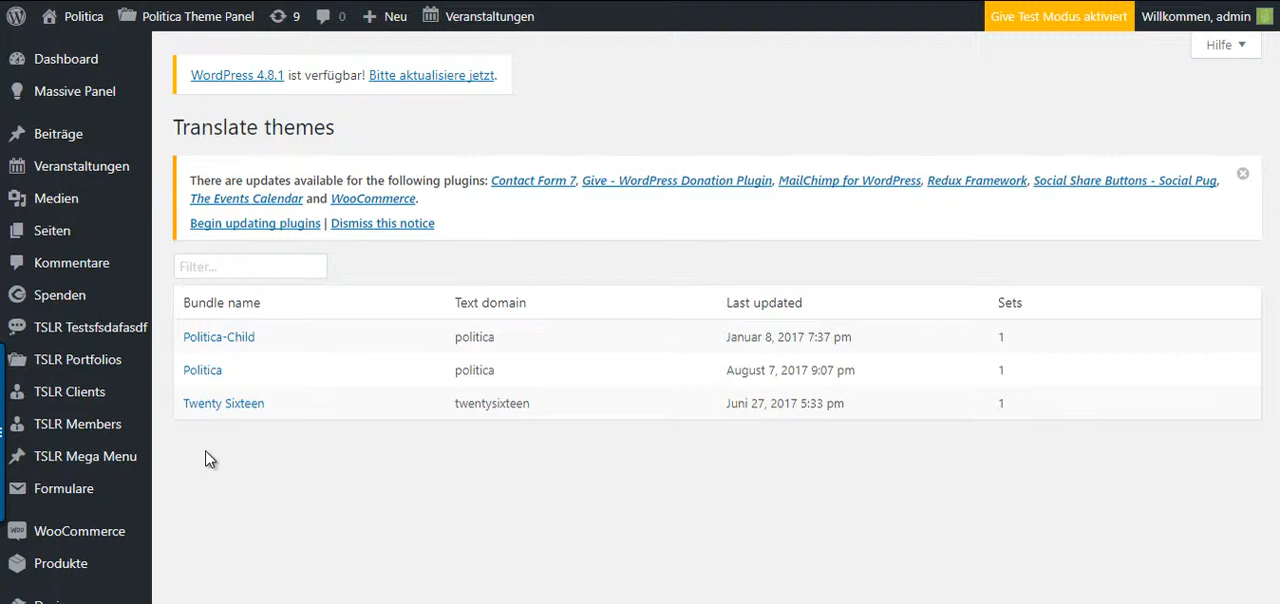 Politica Politica Theme Panel 9 0 Neu Veranstaltungen Give Test Modus aktiviert Willkommen, admin
Hilfe
Dashboard
Massive Panel
Beiträge
Veranstaltungen
Medien
Seiten
Kommentare
Spenden
TSLR Testsfsdafasdf
TSLR Portfolios
TSLR Clients
TSLR Members
TSLR Mega Menu
Formulare
WooCommerce
Produkte
WordPress 4.8.1 ist verfügbar! Bitte aktualisiere jetzt.
Translate themes
There are updates available for the following plugins: Contact Form 7, Give - WordPress Donation Plugin, MailChimp for WordPress, Redux Framework, Social Share Buttons - Social Pug,
The Events Calendar and WooCommerce.
Begin updating plugins | Dismiss this notice
Filter...
Bundle name Text domain Last updated Sets
Politica-Child politica Januar 8, 2017 7:37 pm 1
Politica politica August 7, 2017 9:07 pm 1
Twenty Sixteen twentysixteen Juni 27, 2017 5:33 pm 1